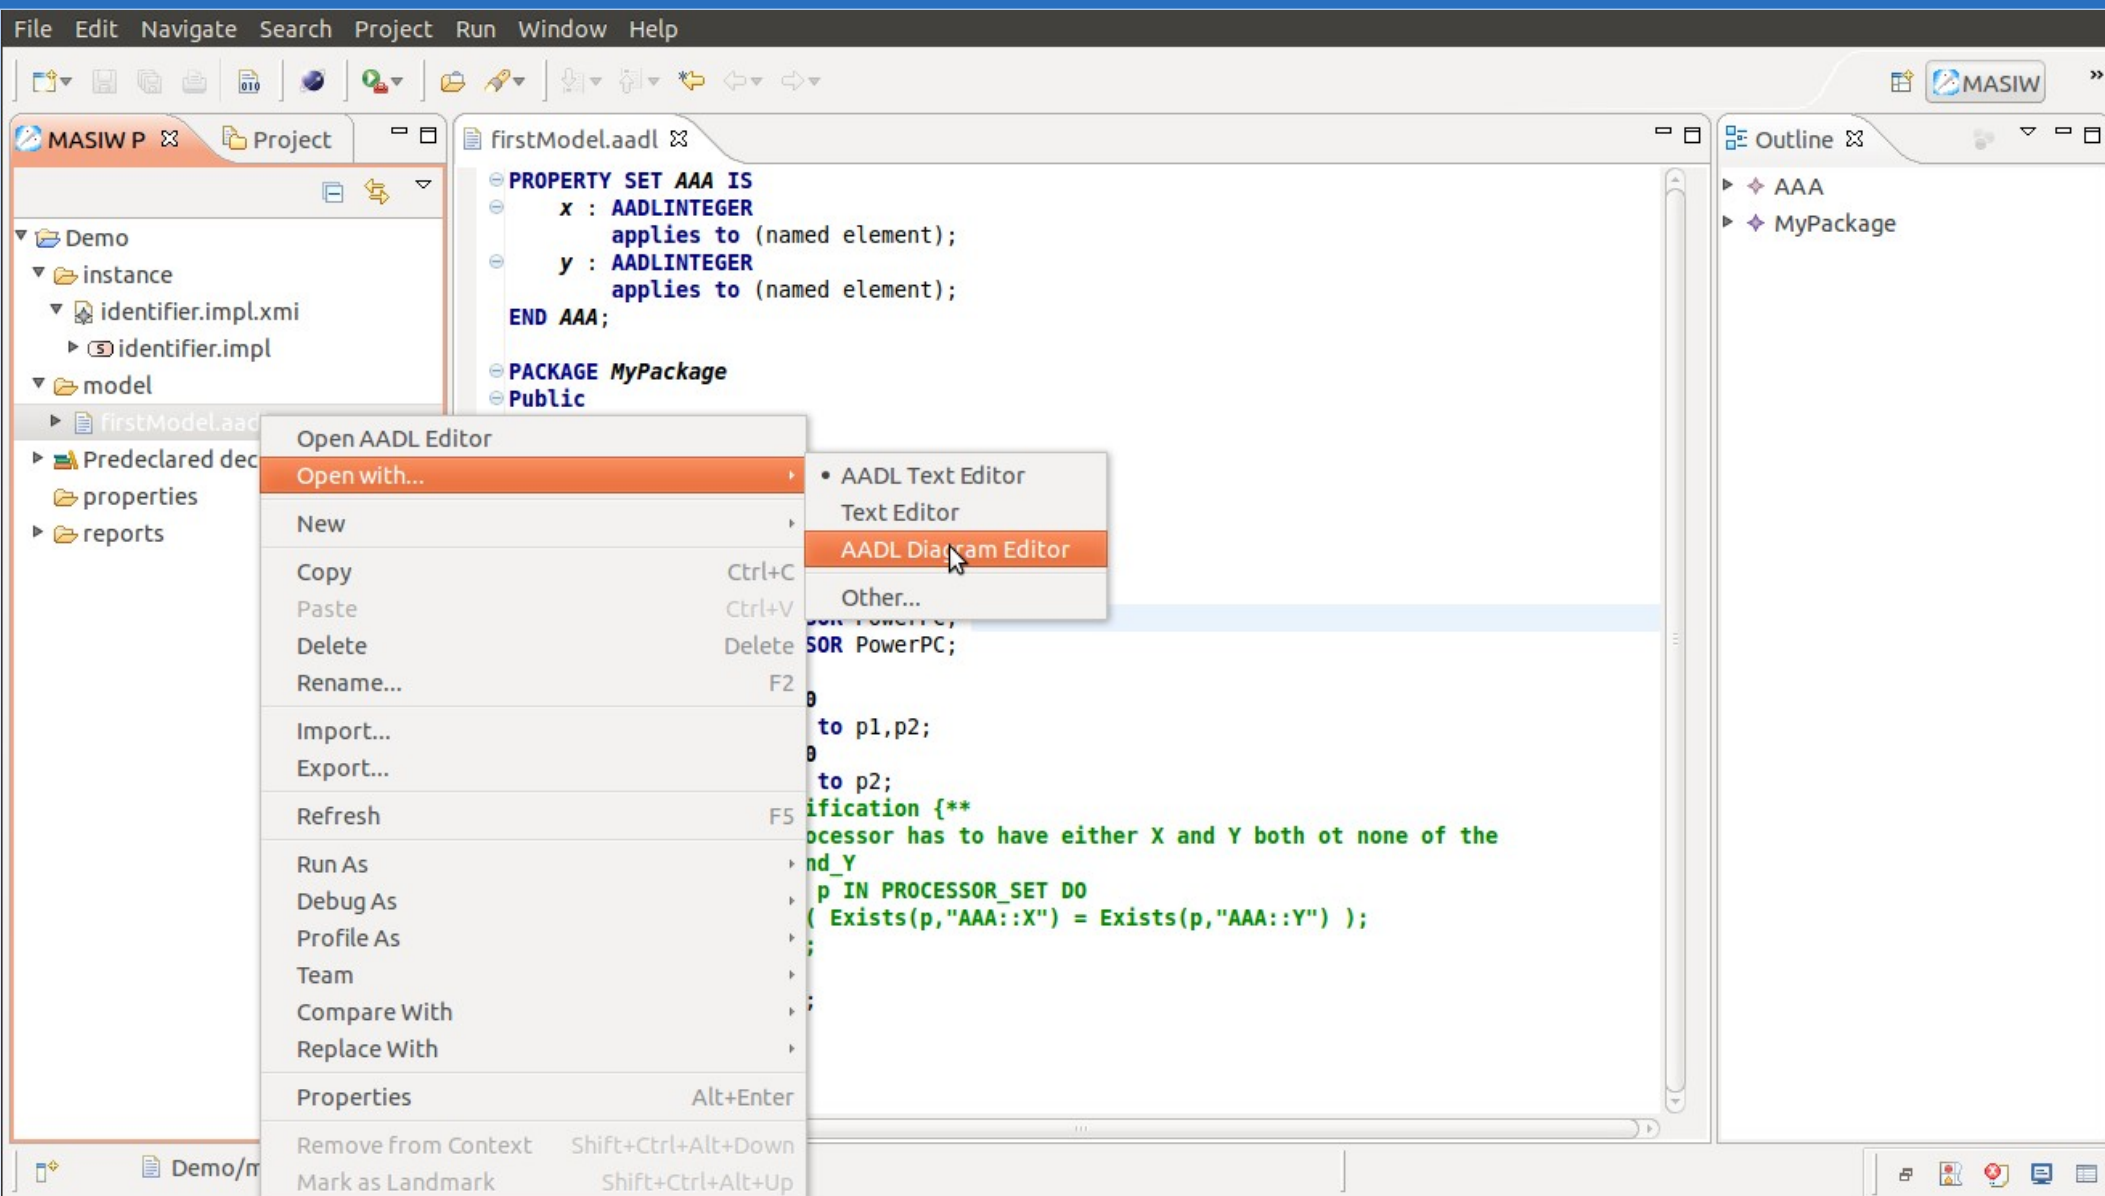 File Edit Navigate Search Project Run Window Help
MASIW
»
MASIW P
Project
firstModel.aadl
Outline
Demo
instance
identifier.impl.xmi
identifier.impl
model
firstModel.aad
Predeclared dec
properties
reports
PROPERTY SET AAA IS
x : AADLINTEGER
applies to (named element);
y : AADLINTEGER
applies to (named element);
END AAA;
PACKAGE MyPackage
Public
SOR PowerPC;
SOR PowerPC;
0
to p1,p2;
0
to p2;
ification {**
ocessor has to have either X and Y both ot none of the
nd_Y
p IN PROCESSOR_SET DO
( Exists(p,"AAA::X") = Exists(p,"AAA::Y") );
;
;
Open AADL Editor
Open with...
New
Copy Ctrl+C
Paste Ctrl+V
Delete Delete
Rename... F2
Import...
Export...
Refresh F5
Run As
Debug As
Profile As
Team
Compare With
Replace With
Properties Alt+Enter
Remove from Context Shift+Ctrl+Alt+Down
Mark as Landmark Shift+Ctrl+Alt+Up
AADL Text Editor
Text Editor
AADL Diagram Editor
Other...
AAA
MyPackage
Demo/m